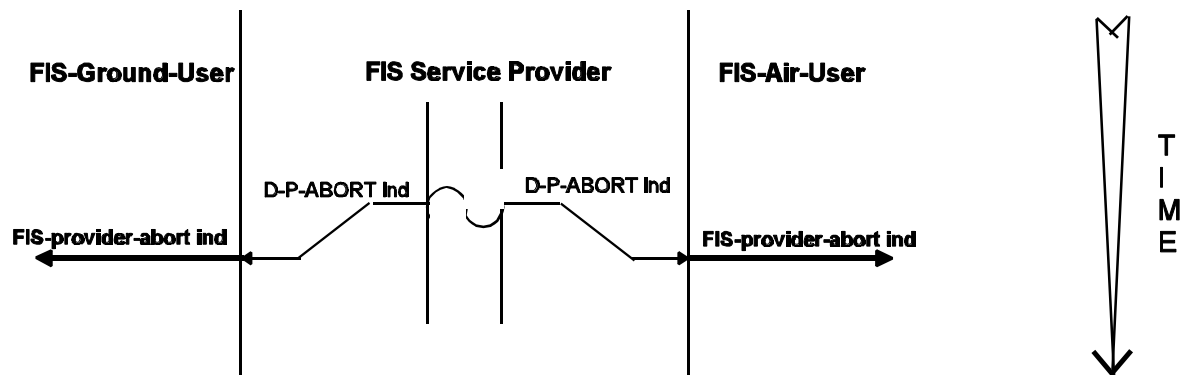 FIS-Ground-User
FIS Service Provider
FIS-Air-User
D-P-ABORT Ind
D-P-ABORT Ind
FIS-provider-abort ind
FIS-provider-abort ind
T
I
M
E